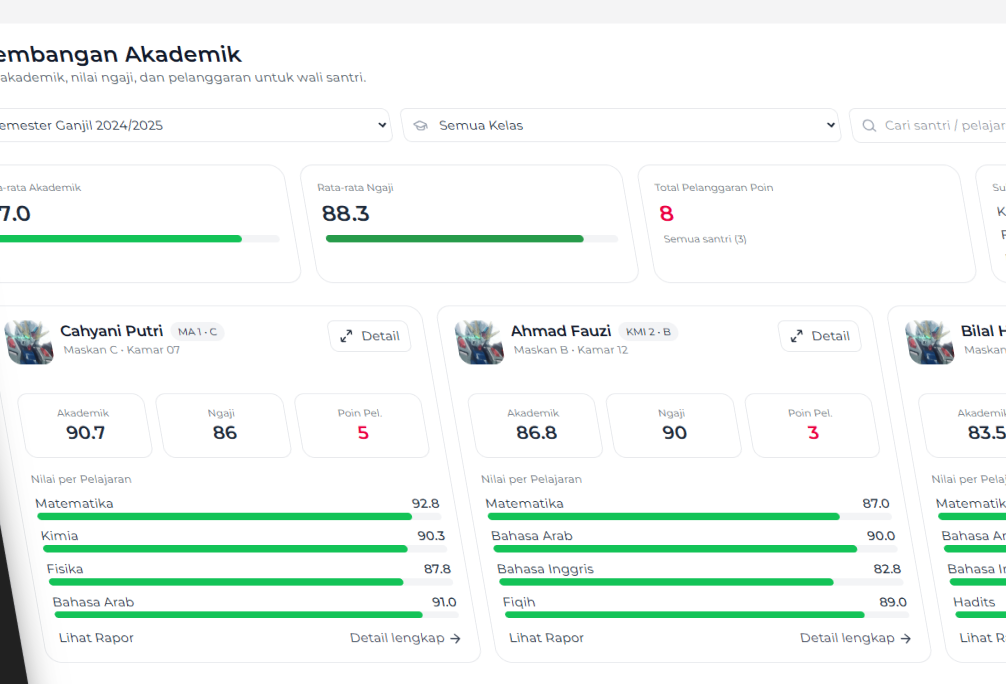 embangan Akademik
akademik, nilai ngaji, dan pelanggaran untuk wali santri.
emester Ganjil 2024/2025
Semua Kelas
Cari santri / pelajar
a-rata Akademik
7.0
Rata-rata Ngaji
88.3
Total Pelanggaran Poin
8
Semua santri (3)
Su
K
Cahyani Putri MA 1 • C
Maskan C • Kamar 07
Detail
Akademik
90.7
Ngaji
86
Poin Pel.
5
Nilai per Pelajaran
Matematika 92.8
Kimia 90.3
Fisika 87.8
Bahasa Arab 91.0
Lihat Rapor Detail lengkap →
Ahmad Fauzi KMI 2 • B
Maskan B • Kamar 12
Detail
Akademik
86.8
Ngaji
90
Poin Pel.
3
Nilai per Pelajaran
Matematika 87.0
Bahasa Arab 90.0
Bahasa Inggris 82.8
Fiqih 89.0
Lihat Rapor Detail lengkap →
Bilal H
Maskan
Akademik
83.5
Nilai per Pelaj
Matematik
Bahasa Ar
Bahasa In
Hadits
Lihat R